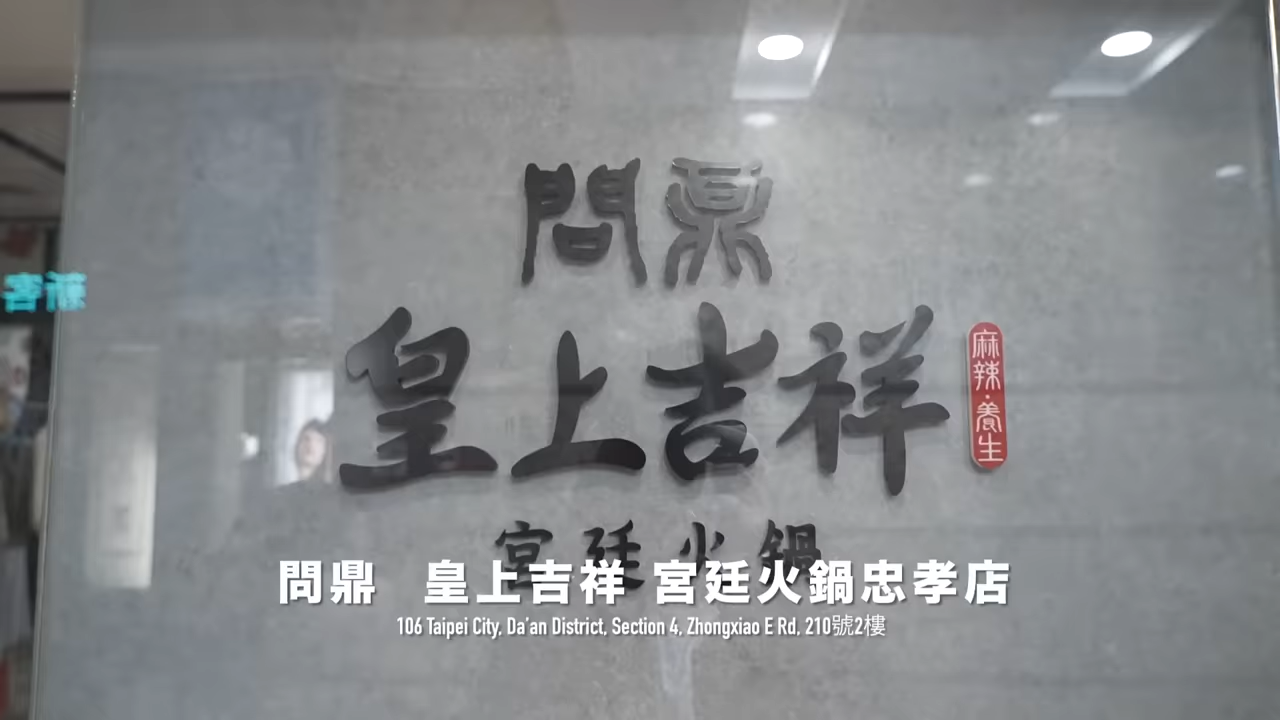 問鼎
皇上吉祥
麻辣·養生
宮廷火鍋
問鼎 皇上吉祥 宮廷火鍋忠孝店
106 Taipei City, Da'an District, Section 4, Zhongxiao E Rd, 210號2樓